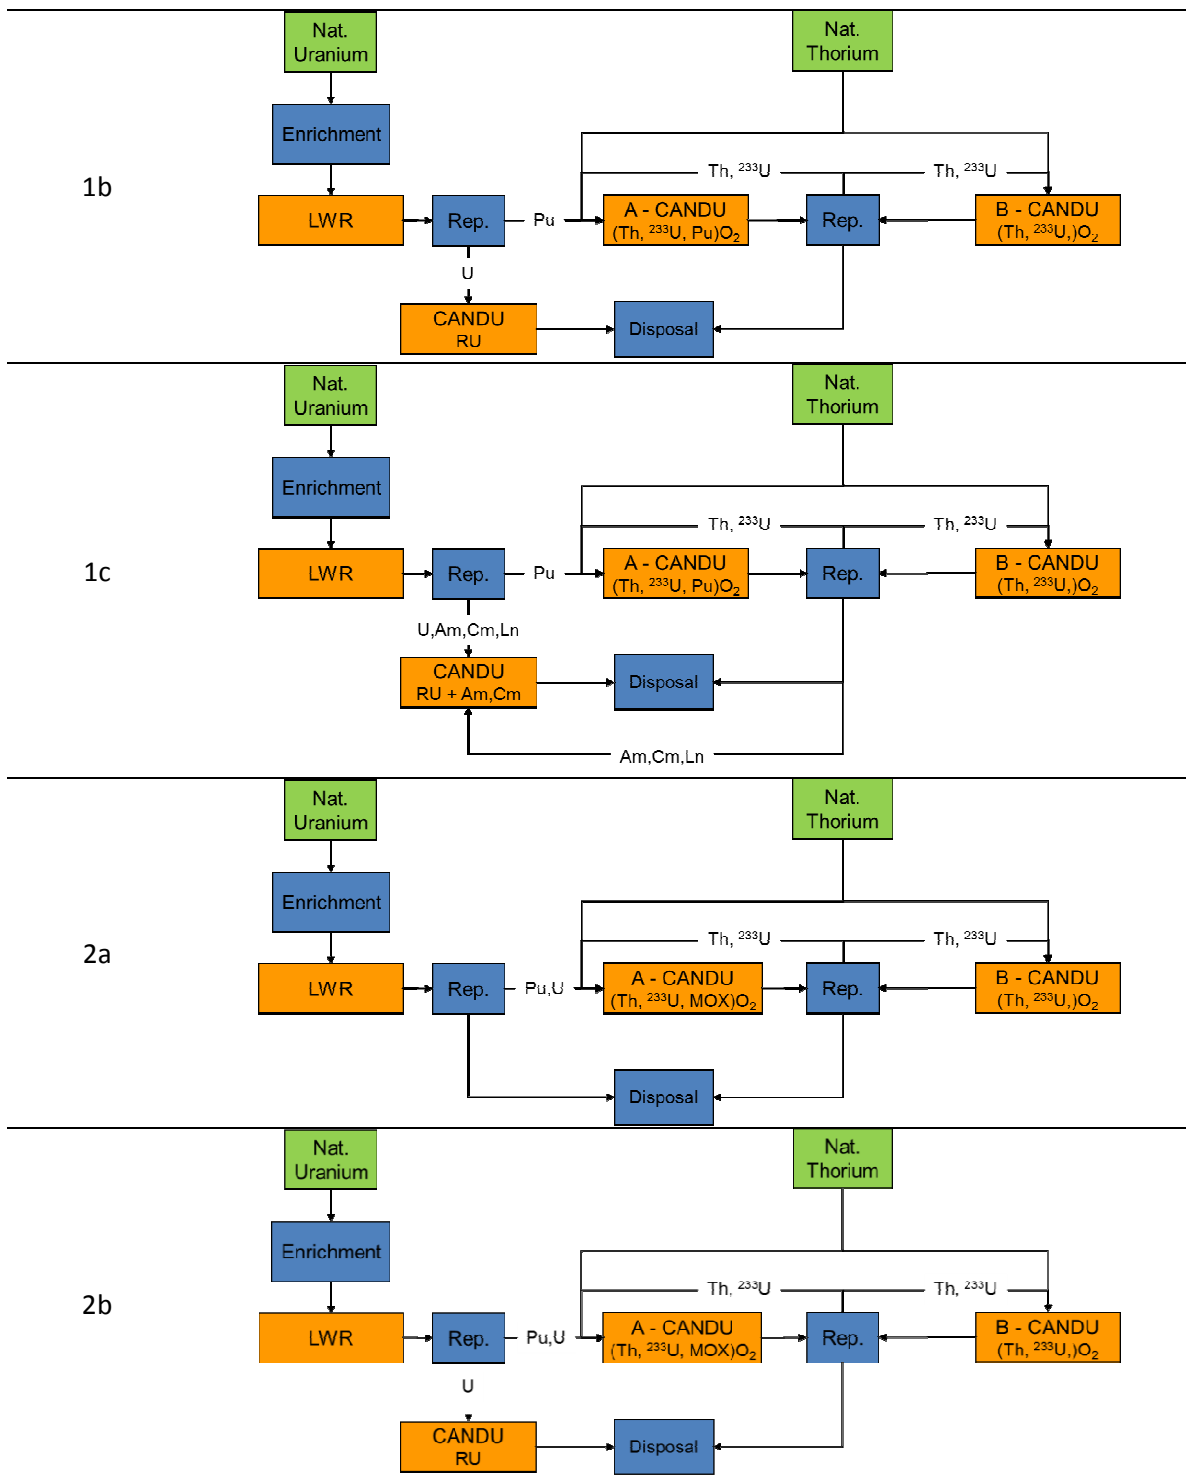 Nat.
Uranium
Nat.
Thorium
Enrichment
1b
Th, ²³³U
Th, ²³³U
LWR
Rep.
Pu
A - CANDU
(Th, ²³³U, Pu)O₂
Rep.
B - CANDU
(Th, ²³³U,)O₂
U
CANDU
RU
Disposal
Nat.
Uranium
Nat.
Thorium
Enrichment
1c
Th, ²³³U
Th, ²³³U
LWR
Rep.
Pu
A - CANDU
(Th, ²³³U, Pu)O₂
Rep.
B - CANDU
(Th, ²³³U,)O₂
U,Am,Cm,Ln
CANDU
RU + Am,Cm
Disposal
Am,Cm,Ln
Nat.
Uranium
Nat.
Thorium
Enrichment
2a
Th, ²³³U
Th, ²³³U
LWR
Rep.
Pu,U
A - CANDU
(Th, ²³³U, MOX)O₂
Rep.
B - CANDU
(Th, ²³³U,)O₂
Disposal
Nat.
Uranium
Nat.
Thorium
Enrichment
2b
Th, ²³³U
Th, ²³³U
LWR
Rep.
Pu,U
A - CANDU
(Th, ²³³U, MOX)O₂
Rep.
B - CANDU
(Th, ²³³U,)O₂
U
CANDU
RU
Disposal